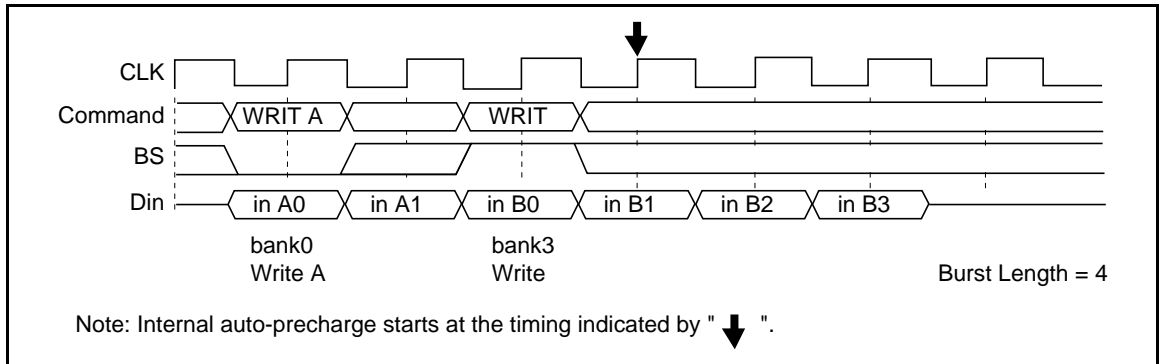 CLK
Command WRIT A WRIT
BS
Din in A0 in A1 in B0 in B1 in B2 in B3
bank0 bank3
Write A Write Burst Length = 4
Note: Internal auto-precharge starts at the timing indicated by " ".